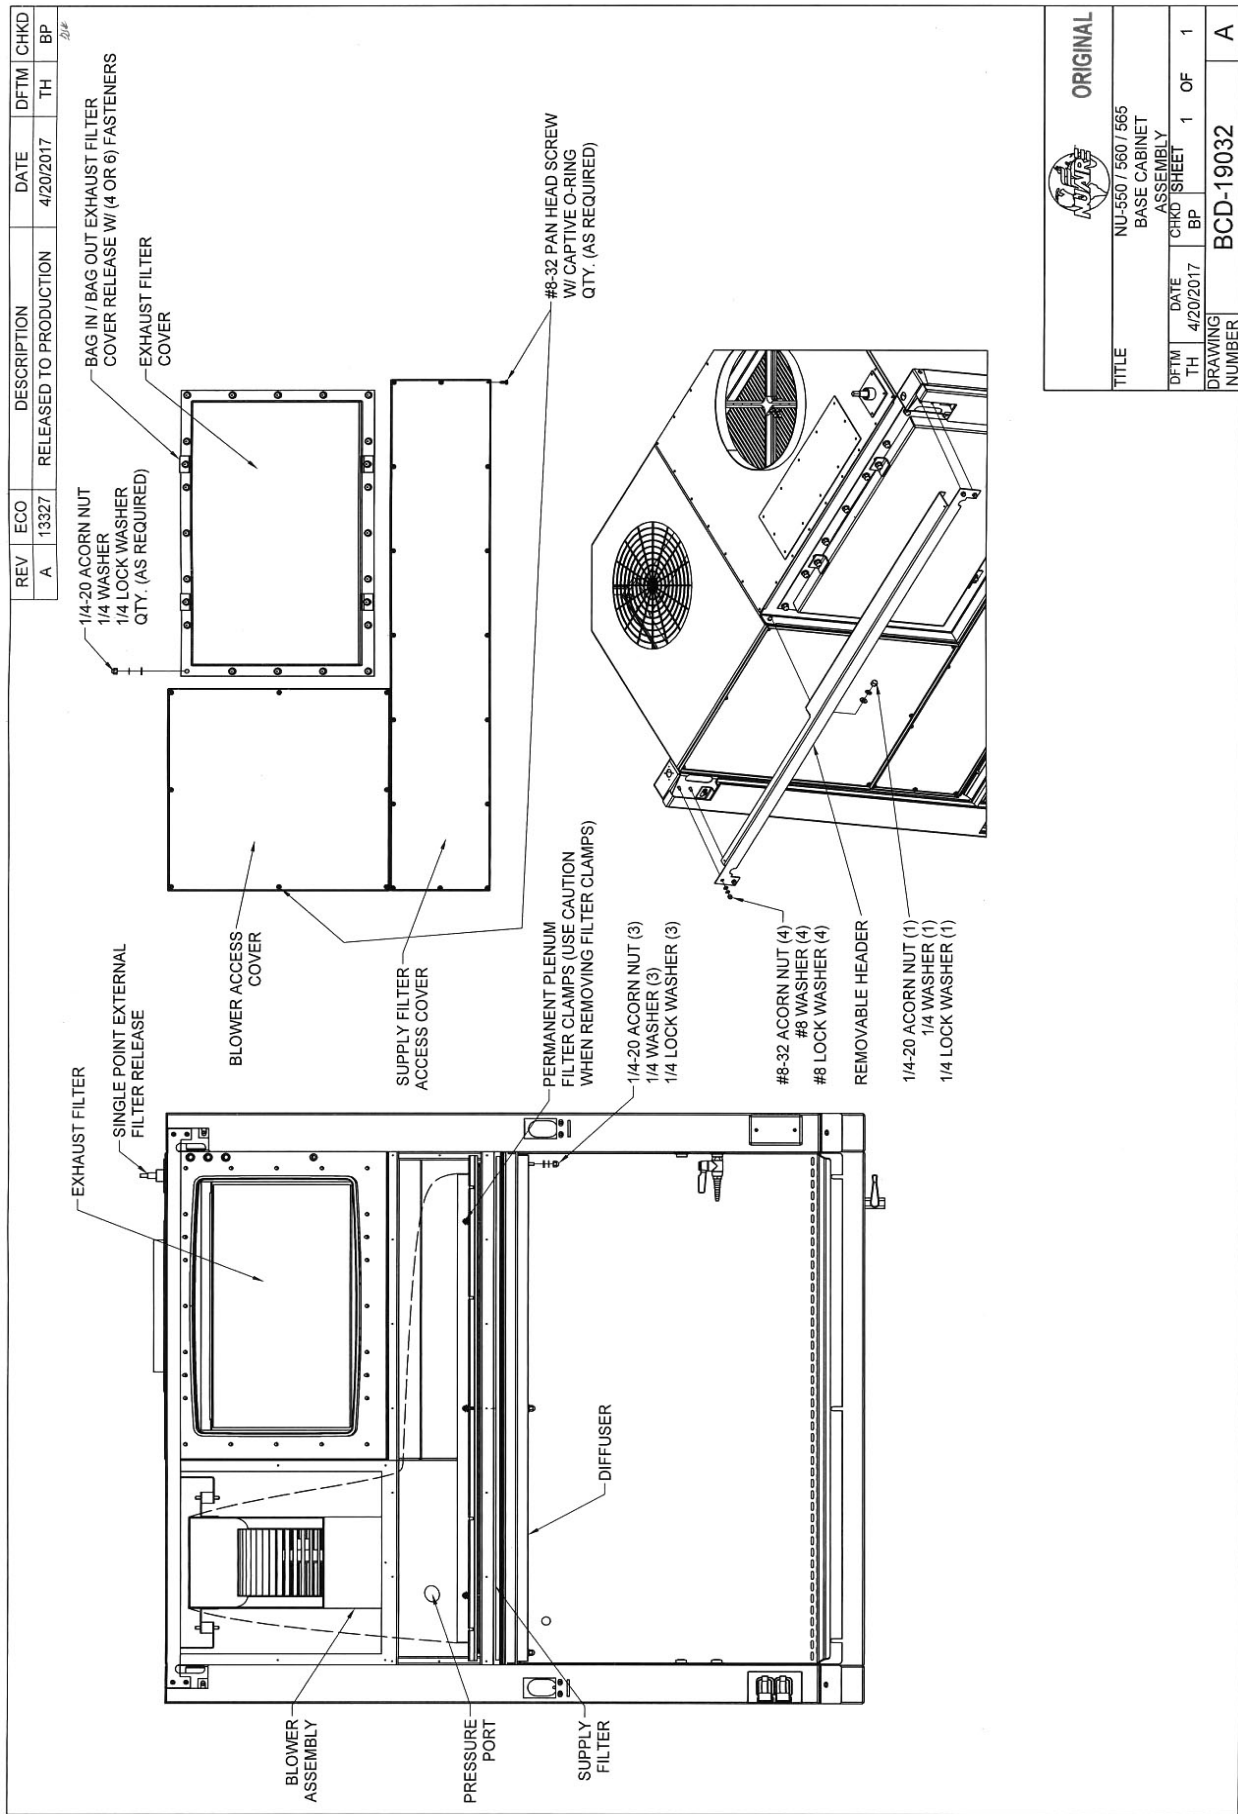 REV ECO DESCRIPTION DATE DFTM CHKD
A 13327 RELEASED TO PRODUCTION 4/20/2017 TH BP
EXHAUST FILTER
SINGLE POINT EXTERNAL
FILTER RELEASE
1/4-20 ACORN NUT
1/4 WASHER
1/4 LOCK WASHER
QTY. (AS REQUIRED)
BAG IN / BAG OUT EXHAUST FILTER
COVER RELEASE W/ (4 OR 6) FASTENERS
EXHAUST FILTER
COVER
BLOWER ACCESS
COVER
SUPPLY FILTER
ACCESS COVER
#8-32 PAN HEAD SCREW
W/ CAPTIVE O-RING
QTY. (AS REQUIRED)
BLOWER
ASSEMBLY
PRESSURE
PORT
SUPPLY
FILTER
DIFFUSER
PERMANENT PLENUM
FILTER CLAMPS (USE CAUTION
WHEN REMOVING FILTER CLAMPS)
1/4-20 ACORN NUT (3)
1/4 WASHER (3)
1/4 LOCK WASHER (3)
#8-32 ACORN NUT (4)
#8 WASHER (4)
#8 LOCK WASHER (4)
REMOVABLE HEADER
1/4-20 ACORN NUT (1)
1/4 WASHER (1)
1/4 LOCK WASHER (1)
NUAIRE
ORIGINAL
TITLE
NU-550 / 560 / 565
BASE CABINET
ASSEMBLY
DFTM DATE CHKD SHEET 1 OF 1
TH 4/20/2017 BP
DRAWING
NUMBER
BCD-19032 A